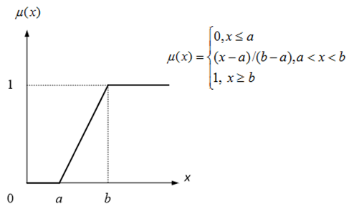 μ(x)
0, x ≤ a
μ(x) = { (x−a)/(b−a), a < x < b
1, x ≥ b
1
x
0 a b